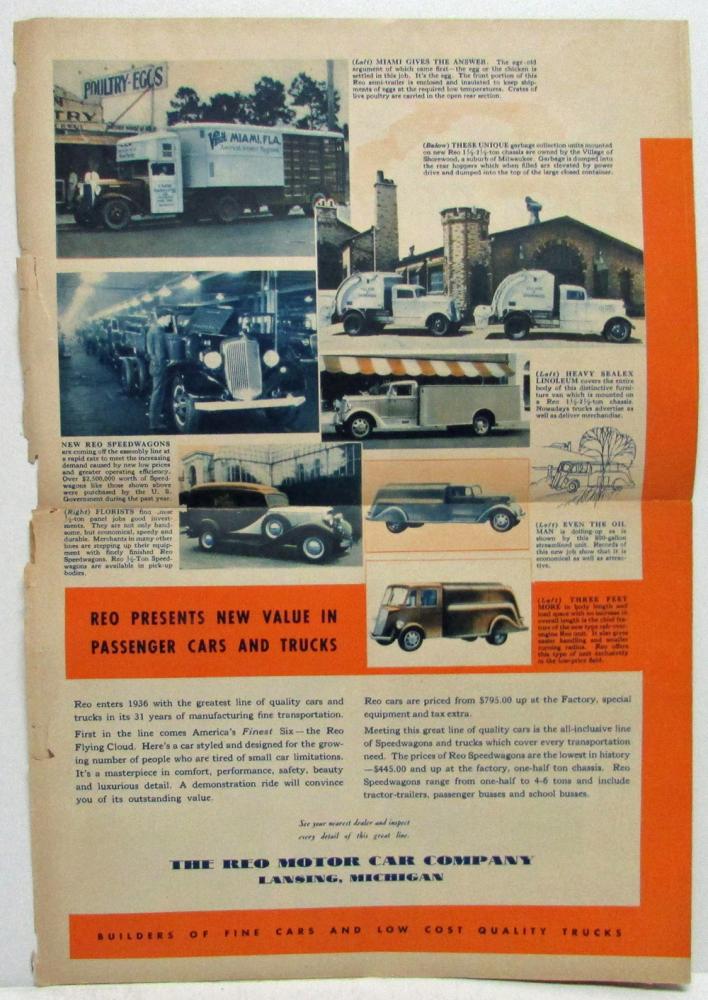 POULTRY-EGGS
TRY
Visit MIAMI, FLA.
(Left) MIAMI GIVES THE ANSWER. The age-old
argument of which came first—the egg or the chicken is
settled in this job. It's the egg. The front portion of this
Reo semi-trailer is enclosed and insulated to keep ship-
ments of eggs at the required low temperatures. Crates of
live poultry are carried in the open rear section.
(Below) THESE UNIQUE garbage collection units mounted
on new Reo 1½-2½-ton chassis are owned by the Village of
Shorewood, a suburb of Milwaukee. Garbage is dumped into
the rear hoppers which when filled are elevated by power
drive and dumped into the top of the large closed container.
(Left) HEAVY SEALEX
LINOLEUM covers the entire
body of this distinctive furni-
ture van which is mounted on
a Reo 1½-2½-ton chassis.
Nowadays trucks advertise as
well as deliver merchandise.
NEW REO SPEEDWAGONS
are coming off the assembly line at
a rapid rate to meet the increasing
demand caused by new low prices
and greater operating efficiency.
Over $2,500,000 worth of Speed-
wagons like those shown above
were purchased by the U. S.
Government during the past year.
(Right) FLORISTS find
½-ton panel jobs good invest-
ments. They are not only hand-
some, but economical, speedy and
durable. Merchants in many other
lines are stepping up their equip-
ment with finely finished Reo
Speedwagons. Reo ½-Ton Speed-
wagons are available in pick-up
bodies.
(Left) EVEN THE OIL
MAN is dolling-up as is
shown by this 800-gallon
streamlined unit. Records of
this new job show that it is
economical as well as attrac-
tive.
(Left) THREE FEET
MORE in body length and
load space with no increase in
overall length is the chief fea-
ture of the new type cab-over-
engine Reo unit. It also gives
easier handling and smaller
turning radius. Reo offers
this type of unit exclusively
in the low-price field.
REO PRESENTS NEW VALUE IN
PASSENGER CARS AND TRUCKS
Reo enters 1936 with the greatest line of quality cars and
trucks in its 31 years of manufacturing fine transportation.
First in the line comes America's Finest Six—the Reo
Flying Cloud. Here's a car styled and designed for the grow-
ing number of people who are tired of small car limitations.
It's a masterpiece in comfort, performance, safety, beauty
and luxurious detail. A demonstration ride will convince
you of its outstanding value.
Reo cars are priced from $795.00 up at the Factory, special
equipment and tax extra.
Meeting this great line of quality cars is the all-inclusive line
of Speedwagons and trucks which cover every transportation
need. The prices of Reo Speedwagons are the lowest in history
—$445.00 and up at the factory, one-half ton chassis. Reo
Speedwagons range from one-half to 4-6 tons and include
tractor-trailers, passenger busses and school busses.
See your nearest dealer and inspect
every detail of this great line.
THE REO MOTOR CAR COMPANY
LANSING, MICHIGAN
BUILDERS OF FINE CARS AND LOW COST QUALITY TRUCKS